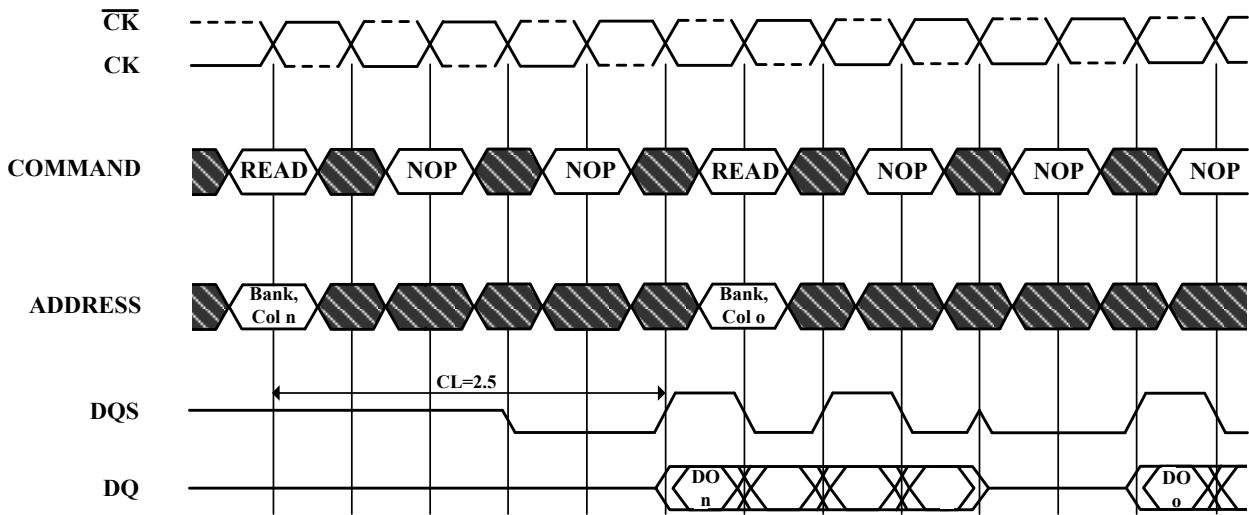 CK
CK
COMMAND READ NOP NOP READ NOP NOP NOP
ADDRESS Bank, Col n Bank, Col o
CL=2.5
DQS
DQ DO n DO o